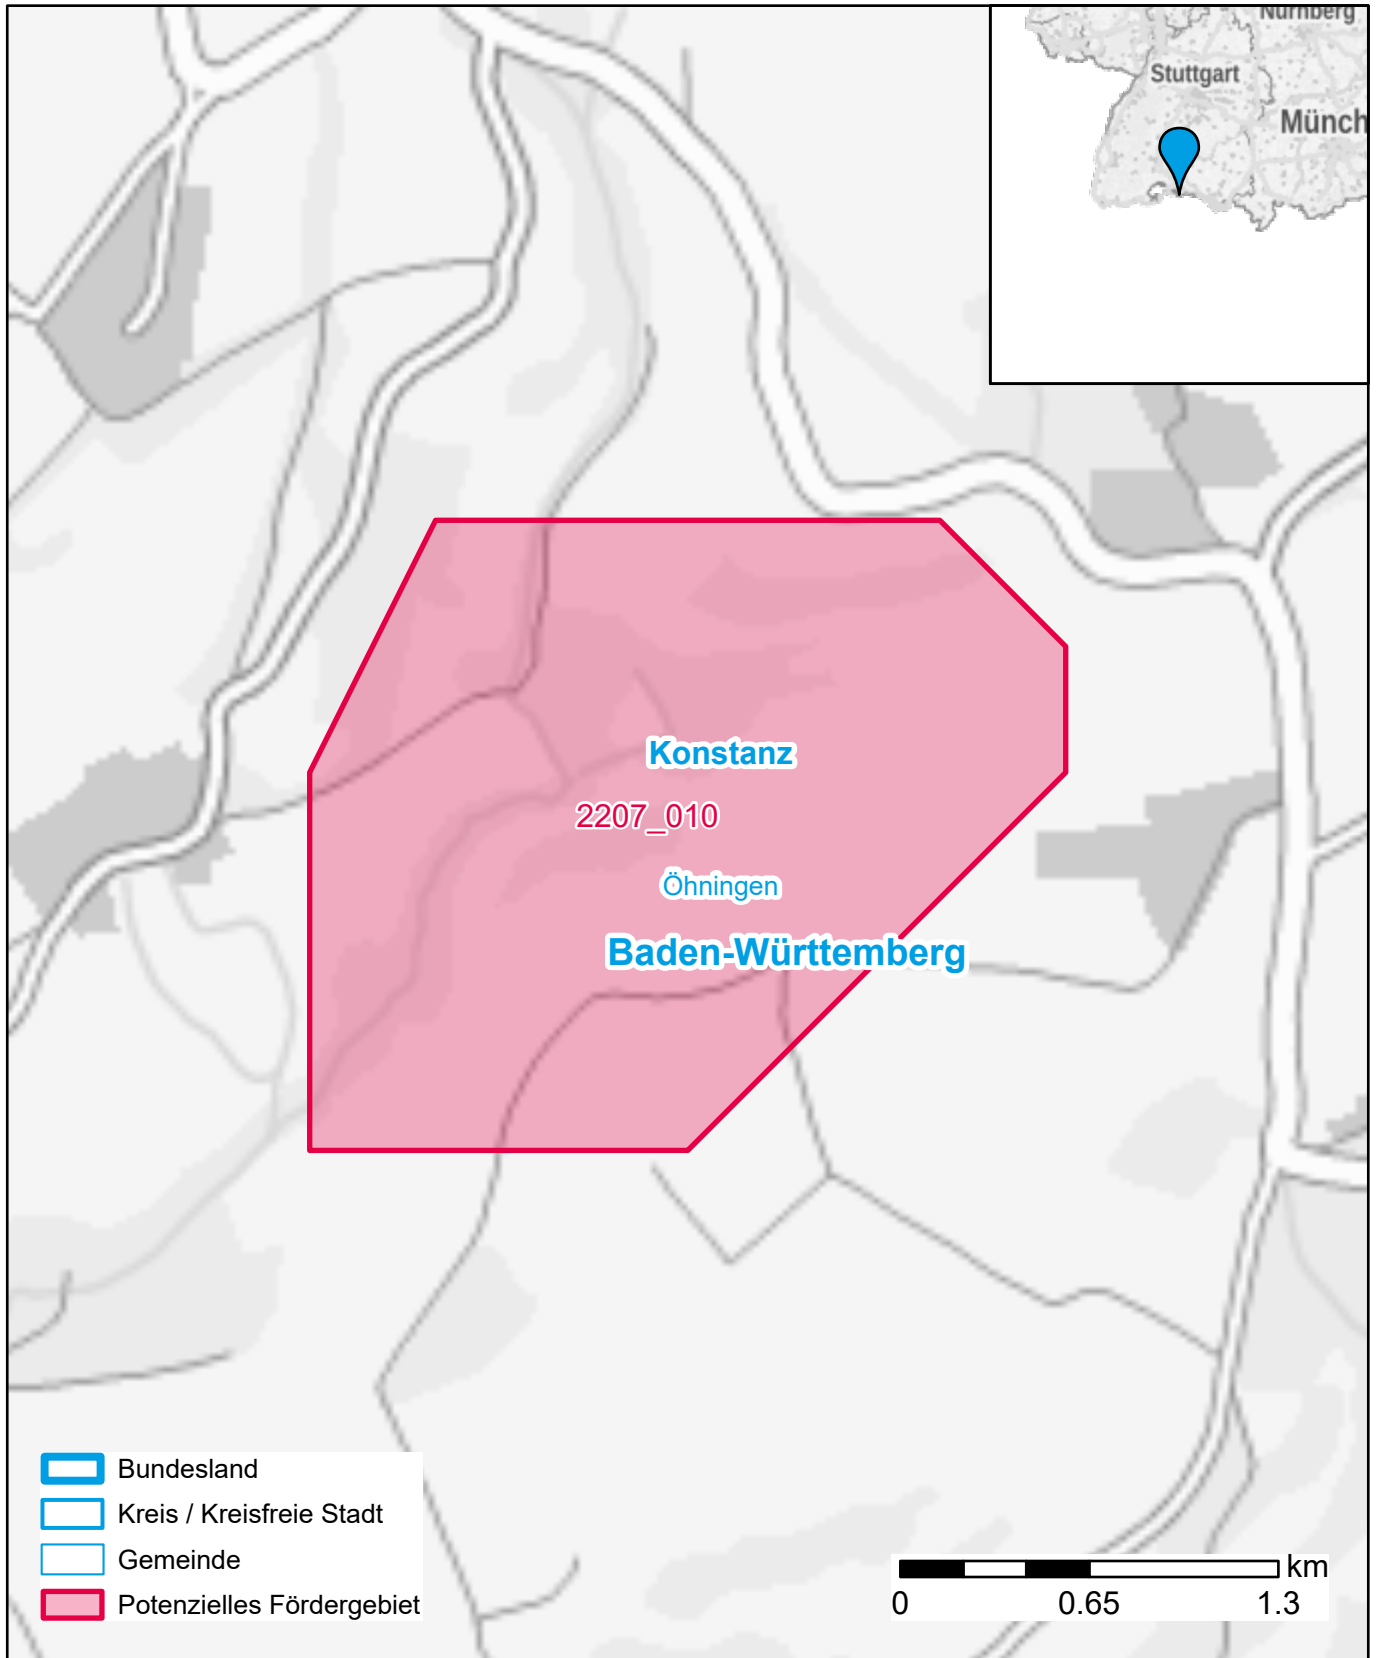 Nürnberg
Stuttgart
Münch
Konstanz
2207_010
Öhningen
Baden-Württemberg
Bundesland
Kreis / Kreisfreie Stadt
Gemeinde
Potenzielles Fördergebiet
km
0 0.65 1.3